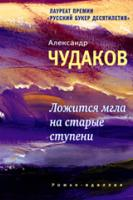 ЛАУРЕАТ ПРЕМИИ
«РУССКИЙ БУКЕР ДЕСЯТИЛЕТИЯ»
Александр
ЧУДАКОВ
Ложится мгла
на старые
ступени
Роман-идиллия